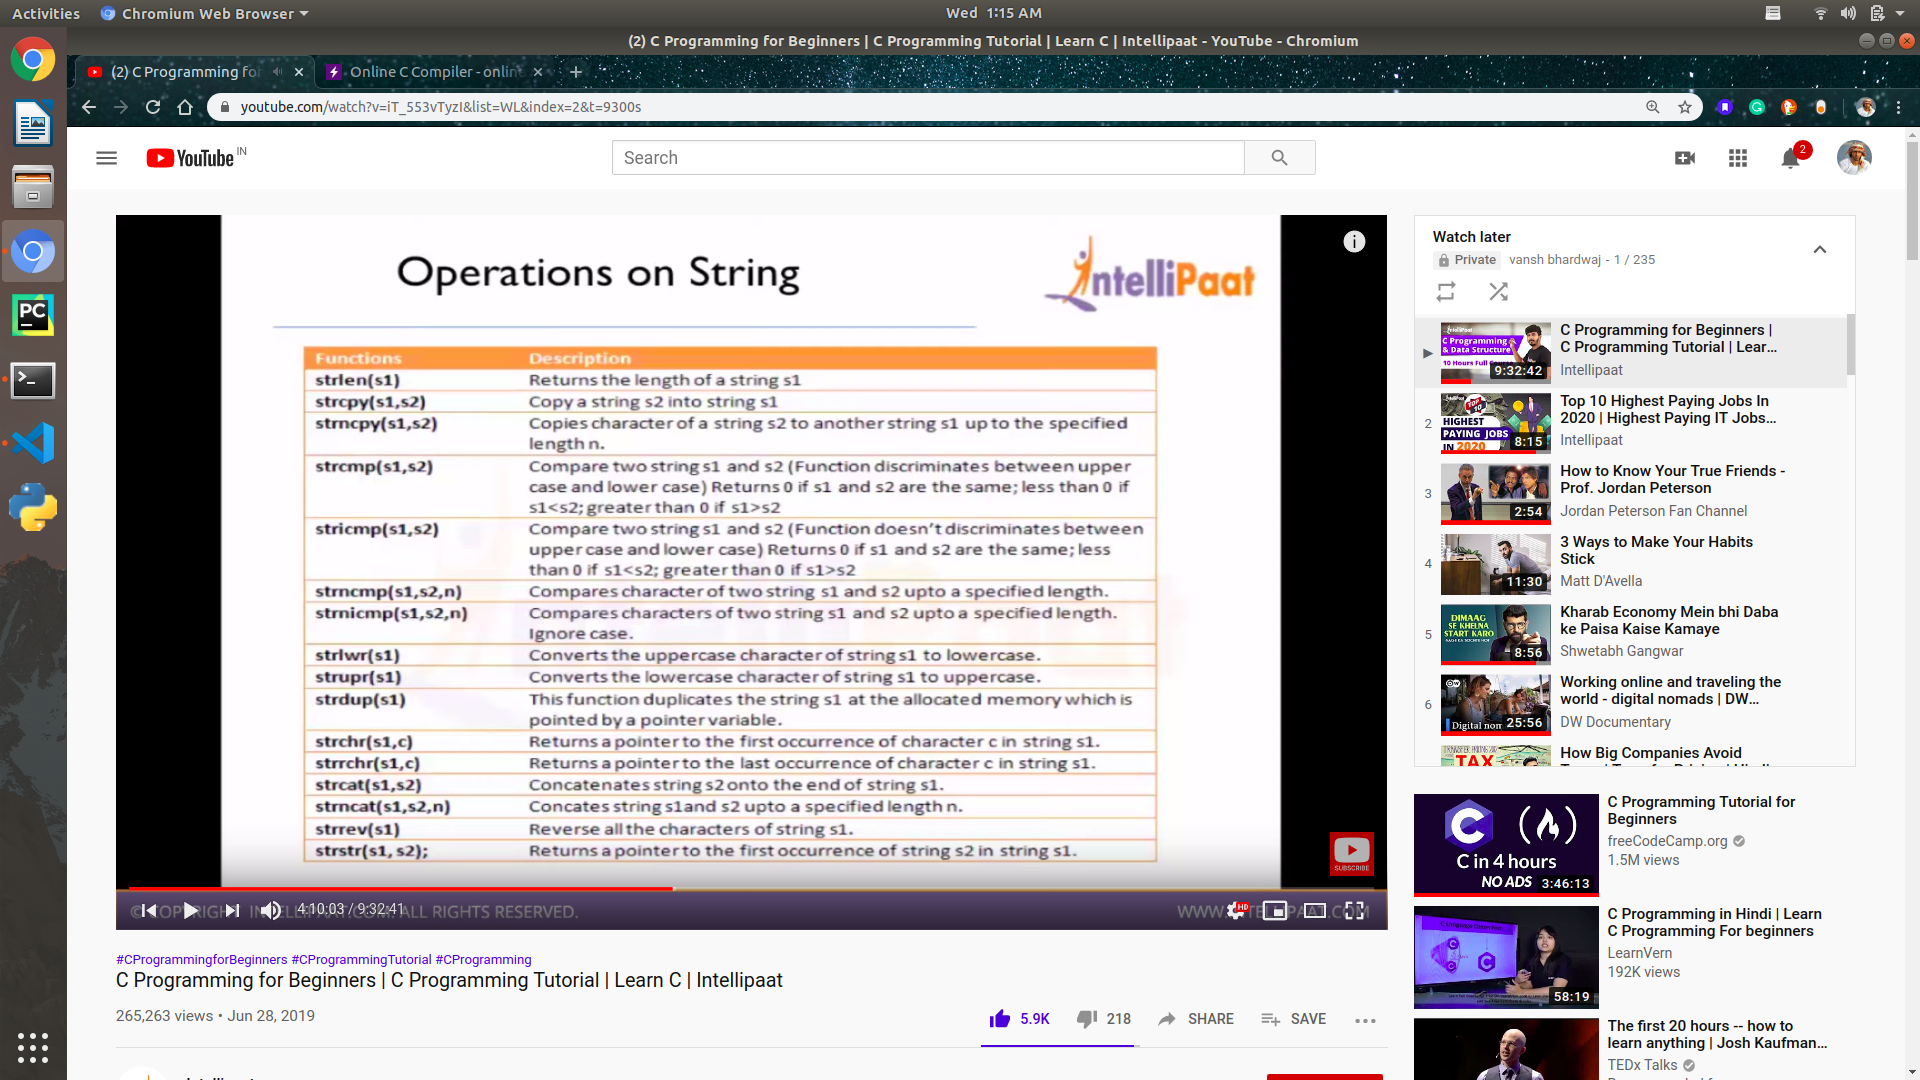 Activities
Chromium Web Browser
Wed 1:15 AM
(2) C Programming for Beginners | C Programming Tutorial | Learn C | Intellipaat - YouTube - Chromium
(2) C Programming for
Online C Compiler - onlin
youtube.com/watch?v=iT_553vTyzI&list=WL&index=2&t=9300s
YouTube IN
Search
2
Operations on String
IntelliPaat
Functions Description
strlen(s1) Returns the length of a string s1
strcpy(s1,s2) Copy a string s2 into string s1
strncpy(s1,s2) Copies character of a string s2 to another string s1 up to the specified
length n.
strcmp(s1,s2) Compare two string s1 and s2 (Function discriminates between upper
case and lower case) Returns 0 if s1 and s2 are the same; less than 0 if
s1<s2; greater than 0 if s1>s2
stricmp(s1,s2) Compare two string s1 and s2 (Function doesn't discriminates between
upper case and lower case) Returns 0 if s1 and s2 are the same; less
than 0 if s1<s2; greater than 0 if s1>s2
strncmp(s1,s2,n) Compares character of two string s1 and s2 upto a specified length.
strnicmp(s1,s2,n) Compares characters of two string s1 and s2 upto a specified length.
Ignore case.
strlwr(s1) Converts the uppercase character of string s1 to lowercase.
strupr(s1) Converts the lowercase character of string s1 to uppercase.
strdup(s1) This function duplicates the string s1 at the allocated memory which is
pointed by a pointer variable.
strchr(s1,c) Returns a pointer to the first occurrence of character c in string s1.
strrchr(s1,c) Returns a pointer to the last occurrence of character c in string s1.
strcat(s1,s2) Concatenates string s2 onto the end of string s1.
strncat(s1,s2,n) Concates string s1and s2 upto a specified length n.
strrev(s1) Reverse all the characters of string s1.
strstr(s1, s2); Returns a pointer to the first occurrence of string s2 in string s1.
SUBSCRIBE
4:10:03 / 9:32:41
ALL RIGHTS RESERVED.
HD
#CProgrammingforBeginners #CProgrammingTutorial #CProgramming
C Programming for Beginners | C Programming Tutorial | Learn C | Intellipaat
265,263 views • Jun 28, 2019
5.9K
218
SHARE
SAVE
Watch later
Private
vansh bhardwaj - 1 / 235
C Programming
& Data Structure
9:32:42
C Programming for Beginners |
C Programming Tutorial | Lear...
Intellipaat
2
HIGHEST
PAYING JOBS
IN 2020
8:15
Top 10 Highest Paying Jobs In
2020 | Highest Paying IT Jobs...
Intellipaat
3
2:54
How to Know Your True Friends -
Prof. Jordan Peterson
Jordan Peterson Fan Channel
4
11:30
3 Ways to Make Your Habits
Stick
Matt D'Avella
5
DIMAAG
SE KHELNA
START KARO
8:56
Kharab Economy Mein bhi Daba
ke Paisa Kaise Kamaye
Shwetabh Gangwar
6
Digital nom
25:56
Working online and traveling the
world - digital nomads | DW...
DW Documentary
TAX
How Big Companies Avoid
C in 4 hours
NO ADS
3:46:13
C Programming Tutorial for
Beginners
freeCodeCamp.org
1.5M views
58:19
C Programming in Hindi | Learn
C Programming For beginners
LearnVern
192K views
The first 20 hours -- how to
learn anything | Josh Kaufman...
TEDx Talks
PC